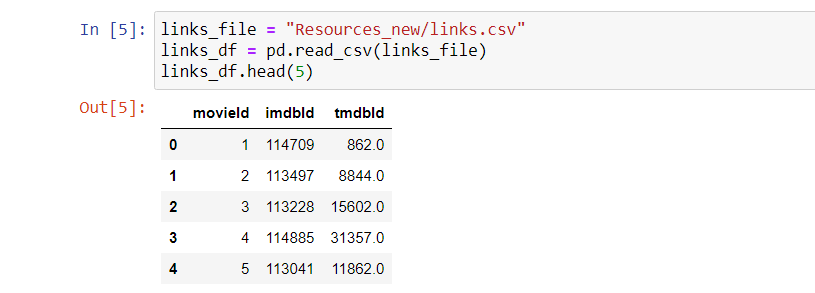 In [5]: links_file = "Resources_new/links.csv"
links_df = pd.read_csv(links_file)
links_df.head(5)
Out[5]:
movieId imdbId tmdbId
0 1 114709 862.0
1 2 113497 8844.0
2 3 113228 15602.0
3 4 114885 31357.0
4 5 113041 11862.0